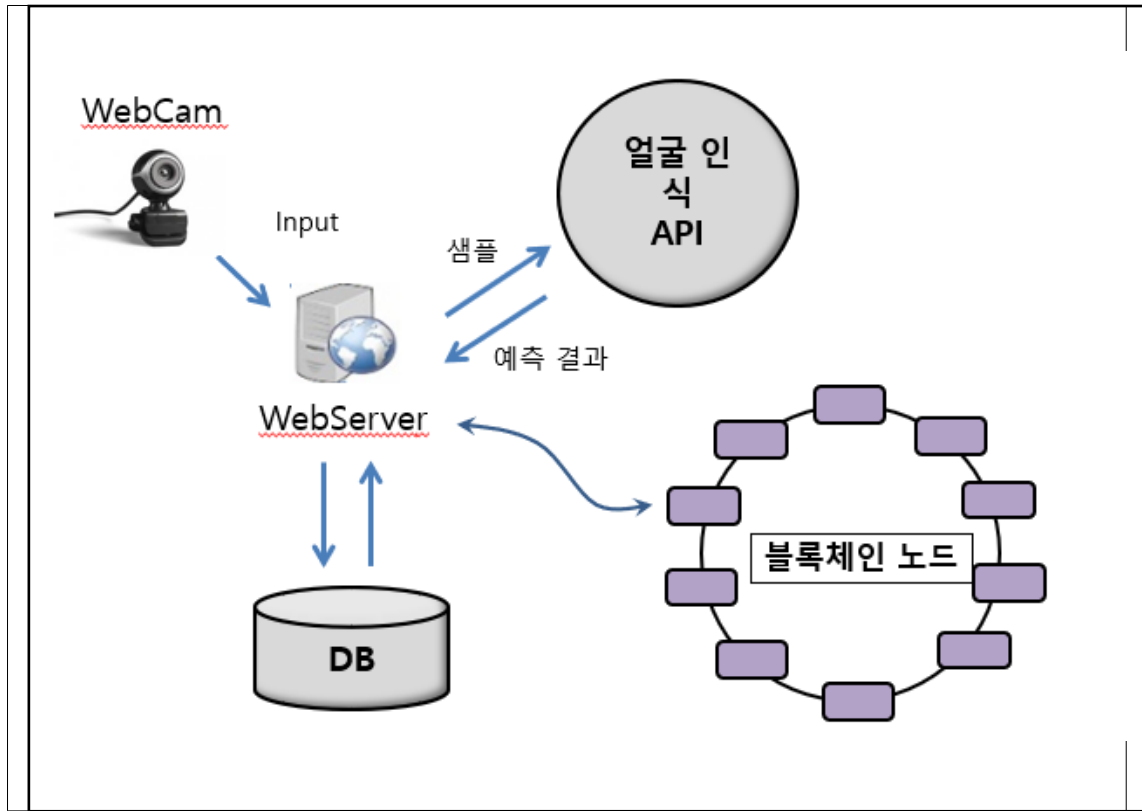 WebCam
Input
얼굴 인
식
API
샘플
예측 결과
WebServer
블록체인 노드
DB